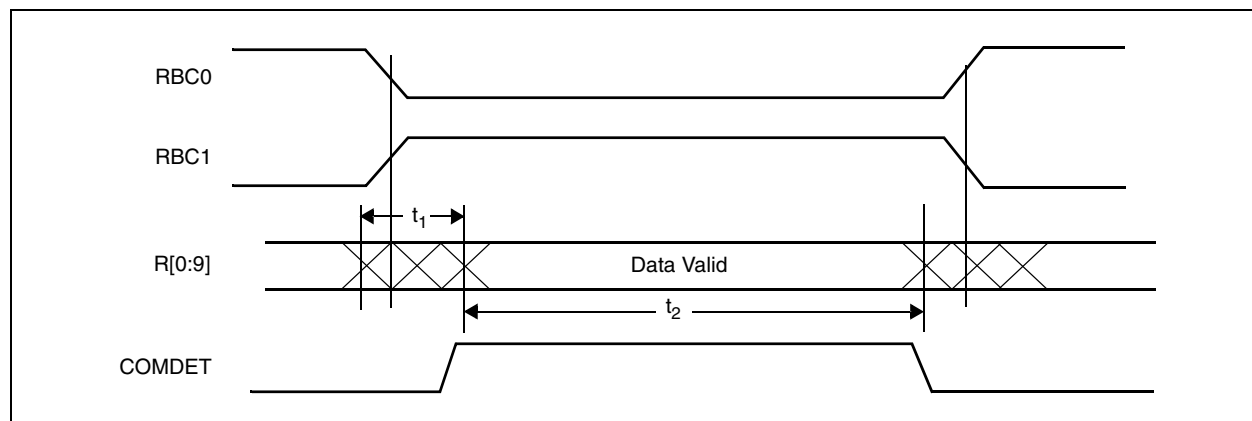 RBC0
RBC1
t1
R[0:9]
Data Valid
t2
COMDET